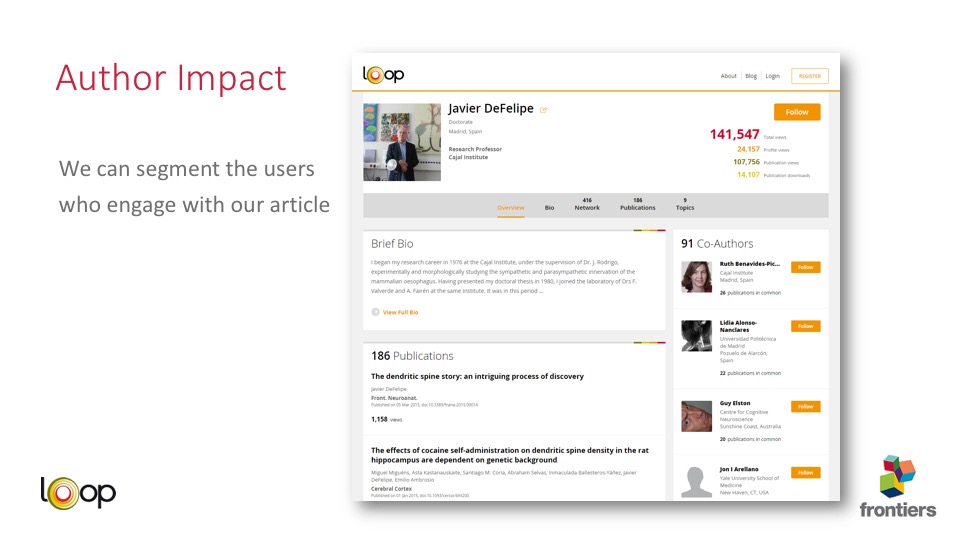 Author Impact
We can segment the users
who engage with our article
loop
About
Blog
Login
REGISTER
Javier DeFelipe
Doctorate
Madrid, Spain
Research Professor
Cajal Institute
Follow
141,547 Total views
24,157 Profile views
107,756 Publication views
14,107 Publication downloads
Overview
Bio
416
Network
186
Publications
9
Topics
Brief Bio
I began my research career in 1976 at the Cajal Institute, under the supervision of Dr. J. Rodrigo,
experimentally and morphologically studying the sympathetic and parasympathetic innervation of the
mammalian oesophagus. Having presented my doctoral thesis in 1980, I joined the laboratory of Drs F.
Valverde and A. Fairén at the same institute. It was in this period ...
View Full Bio
186 Publications
The dendritic spine story: an intriguing process of discovery
Javier DeFelipe
Front. Neuroanat.
Published on 05 Mar 2015, doi:10.3389/fnana.2015.00014
1,158 views
The effects of cocaine self-administration on dendritic spine density in the rat
hippocampus are dependent on genetic background
Miguel Miguéns, Asta Kastanauskaite, Santiago M. Coria, Abraham Selvas, Inmaculada Ballesteros-Yáñez, Javier
DeFelipe, Emilio Ambrosio
Cerebral Cortex
Published on 01 Jan 2015,
91 Co-Authors
Ruth Benavides-Pic...
Cajal Institute
Madrid, Spain
26 publications in common
Follow
Lidia Alonso-
Nanclares
Universidad Politécnica
de Madrid
Pozuelo de Alarcón,
Spain
22 publications in common
Follow
Guy Elston
Centre for Cognitive
Neuroscience
Sunshine Coast, Australia
20 publications in common
Follow
Jon I Arellano
Yale University School of
Medicine
New Haven, CT, USA
Follow
loop
frontiers